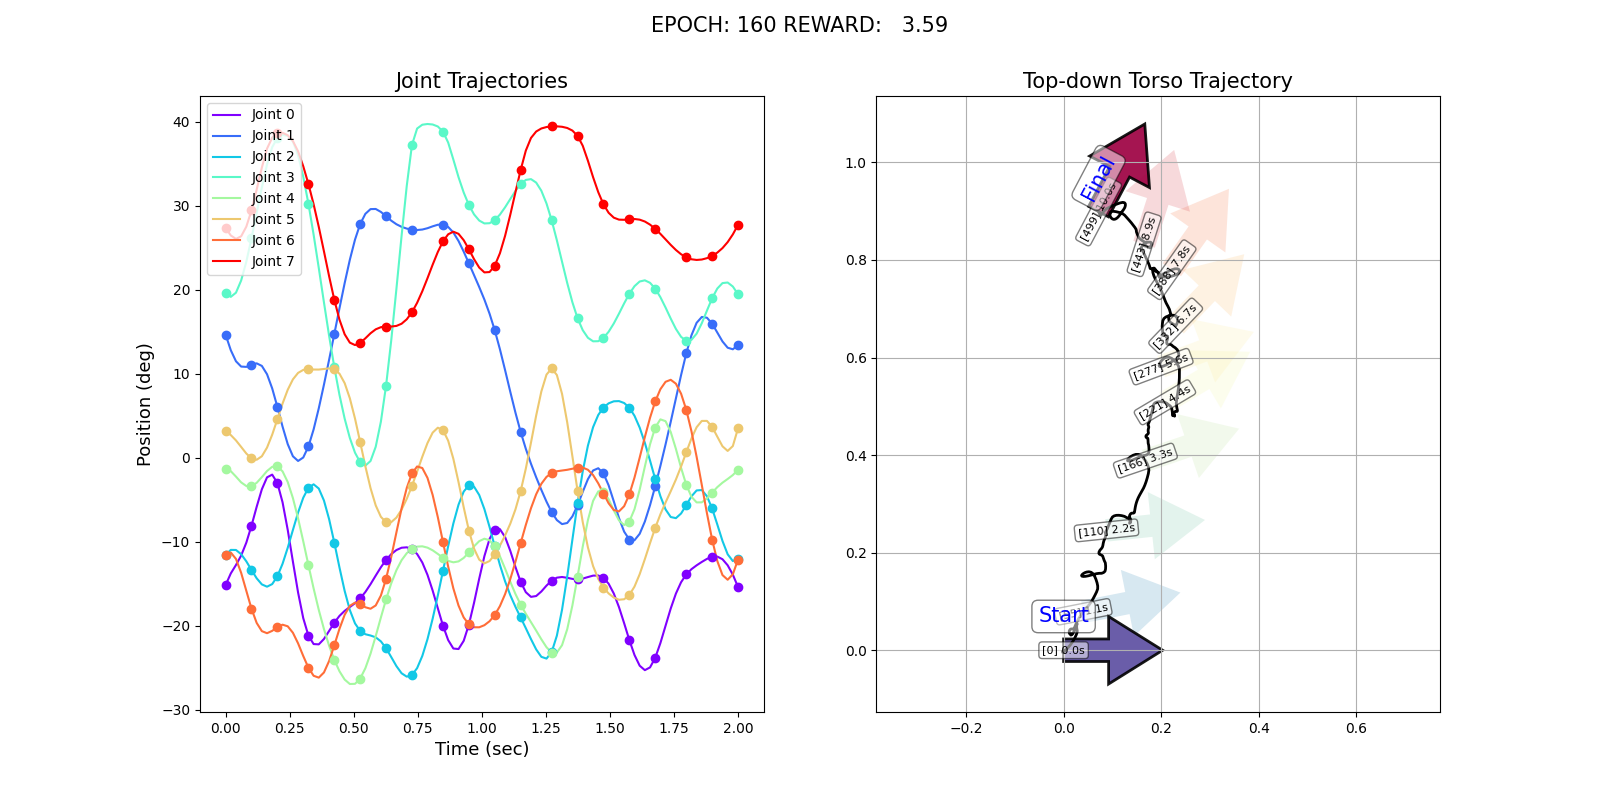 EPOCH: 160 REWARD:   3.59
Joint Trajectories
Joint 0
Joint 1
Joint 2
Joint 3
Joint 4
Joint 5
Joint 6
Joint 7
40
30
20
10
0
−10
−20
−30
Position (deg)
0.00 0.25 0.50 0.75 1.00 1.25 1.50 1.75 2.00
Time (sec)
Top-down Torso Trajectory
1.0
0.8
0.6
0.4
0.2
0.0
Final
[499] 10.0s
[443] 8.9s
[388] 7.8s
[332] 6.7s
[277] 5.6s
[221] 4.4s
[166] 3.3s
[110] 2.2s
Start
[0] 0.0s
−0.2 0.0 0.2 0.4 0.6